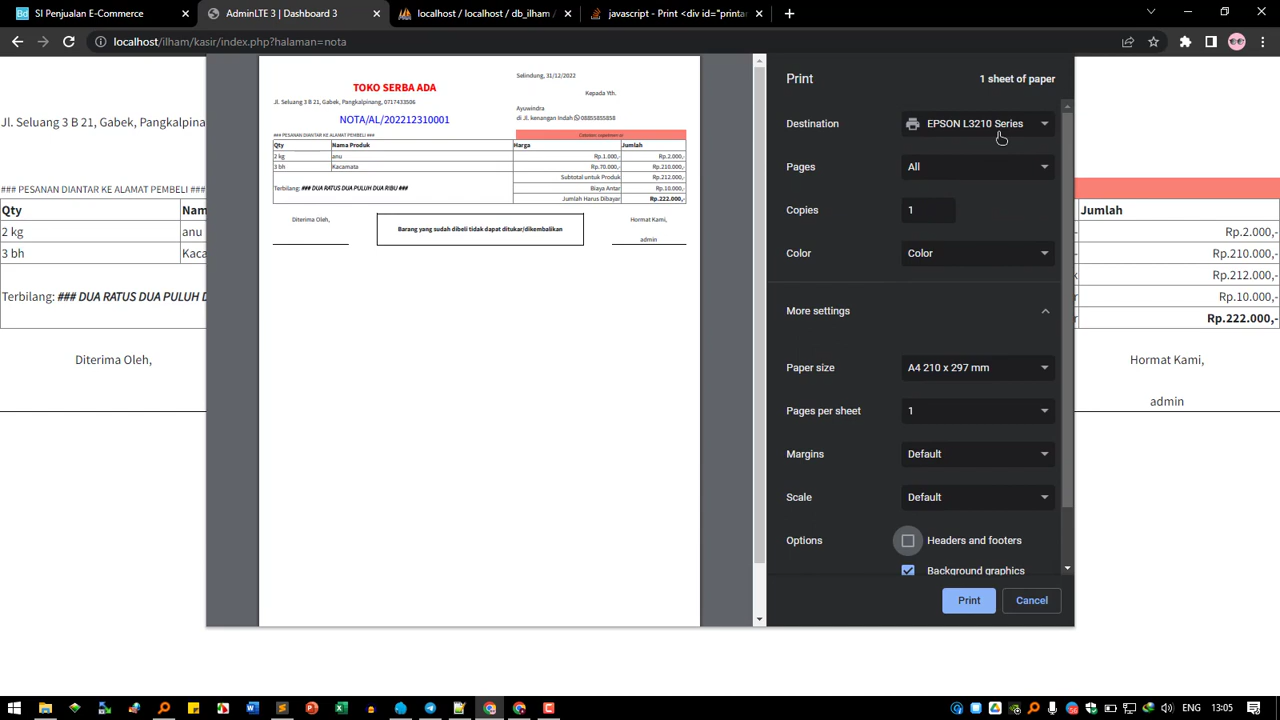 SI Penjualan E-Commerce
AdminLTE 3 | Dashboard 3
localhost / localhost / db_ilham
javascript - Print <div id="printa
localhost/ilham/kasir/index.php?halaman=nota
Jl. Seluang 3 B 21, Gabek, Pangkalpina
### PESANAN DIANTAR KE ALAMAT PEMBELI ###
Qty Nam
2 kg anu
3 bh Kaca
Terbilang: ### DUA RATUS DUA PULUH D
Diterima Oleh,
Selindung, 31/12/2022
TOKO SERBA ADA
Kepada Yth.
Jl. Seluang 3 B 21, Gabek, Pangkalpinang, 0717433506
Ayuwindra
NOTA/AL/202212310001
di Jl. kenangan indah 08855855858
### PESANAN DIANTAR KE ALAMAT PEMBELI ###
Qty Nama Produk Harga Jumlah
2 kg anu Rp.1.000,- Rp.2.000,-
3 bh Kacamata Rp.70.000,- Rp.210.000,-
Subtotal untuk Produk Rp.212.000,-
Terbilang: ### DUA RATUS DUA PULUH DUA RIBU ###
Biaya Antar Rp.10.000,-
Jumlah Harus Dibayar Rp.222.000,-
Diterima Oleh,
Barang yang sudah dibeli tidak dapat ditukar/dikembalikan
Hormat Kami,
admin
Print 1 sheet of paper
Destination EPSON L3110 Series
Pages All
Copies 1
Color Color
More settings
Paper size A4 210 x 297 mm
Pages per sheet 1
Margins Default
Scale Default
Options Headers and footers
Background graphics
Print Cancel
Jumlah
Rp.2.000,-
Rp.210.000,-
k Rp.212.000,-
r Rp.10.000,-
r Rp.222.000,-
Hormat Kami,
admin
13:05